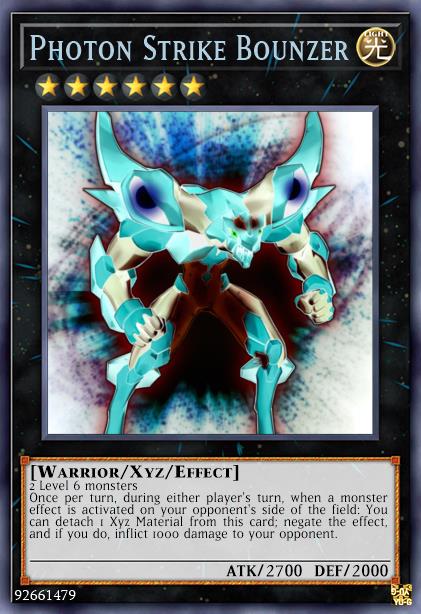 Photon Strike Bounzer
LIGHT
光
[Warrior/Xyz/Effect]
2 Level 6 monsters
Once per turn, during either player's turn, when a monster
effect is activated on your opponent's side of the field: You
can detach 1 Xyz Material from this card; negate the effect,
and if you do, inflict 1000 damage to your opponent.
ATK/2700 DEF/2000
92661479